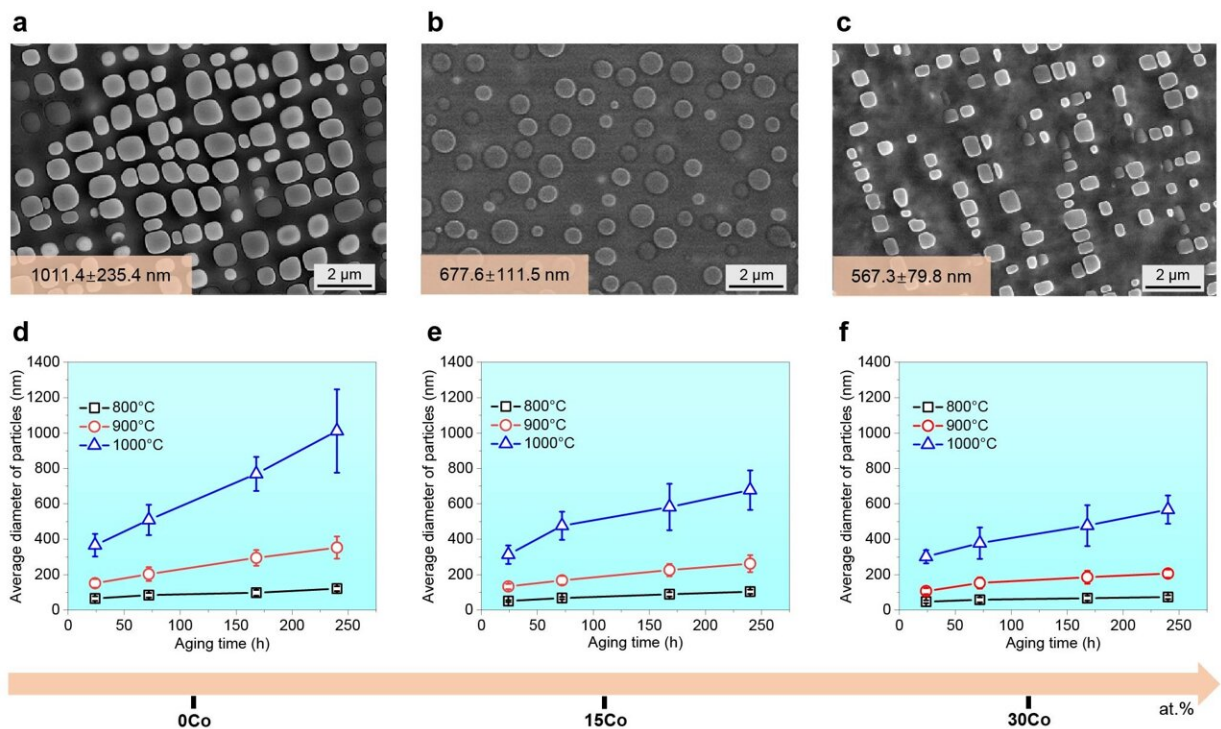 a
b
c
1011.4±235.4 nm
2 μm
677.6±111.5 nm
2 μm
567.3±79.8 nm
2 μm
d
e
f
Average diameter of particles (nm)
1400
1200
1000
800
600
400
200
0
800°C
900°C
1000°C
0 50 100 150 200 250
Aging time (h)
Average diameter of particles (nm)
1400
1200
1000
800
600
400
200
0
800°C
900°C
1000°C
0 50 100 150 200 250
Aging time (h)
Average diameter of particles (nm)
1400
1200
1000
800
600
400
200
0
800°C
900°C
1000°C
0 50 100 150 200 250
Aging time (h)
0Co
15Co
30Co
at.%